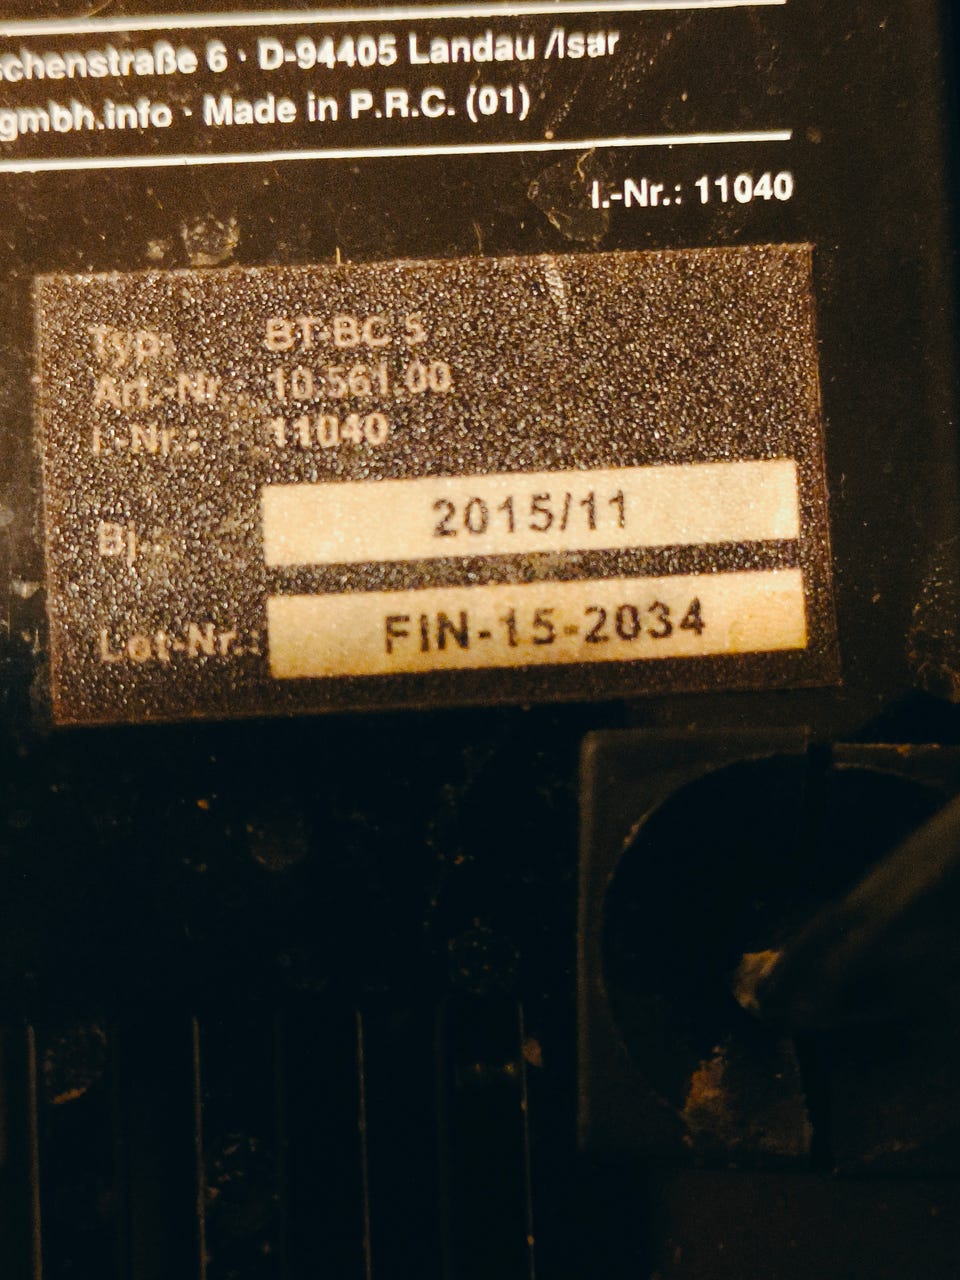 schenstraße 6 · D-94405 Landau /Isar
gmbh.info · Made in P.R.C. (01)
I.-Nr.: 11040
Typ: BT-BC 5
Art.-Nr.: 10.561.00
I.-Nr.: 11040
Bj.: 2015/11
Lot-Nr.: FIN-15-2034